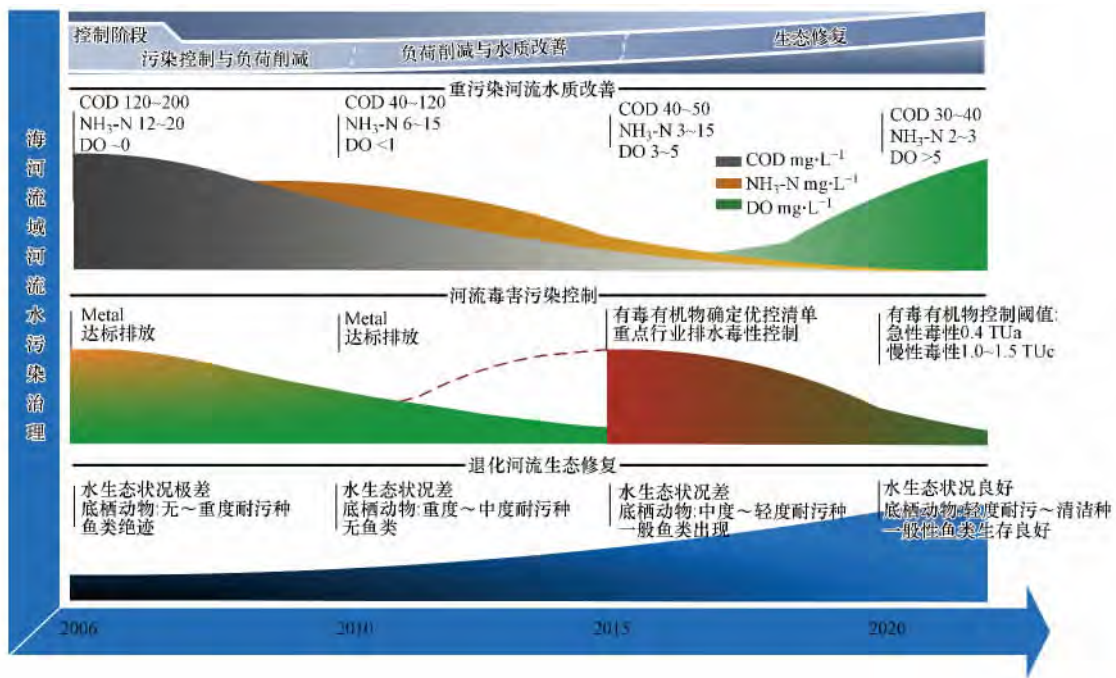 海河流域河流水污染治理
控制阶段
污染控制与负荷削减
负荷削减与水质改善
生态修复
重污染河流水质改善
COD 120~200
NH₃-N 12~20
DO ~0
COD 40~120
NH₃-N 6~15
DO <1
COD 40~50
NH₃-N 3~15
DO 3~5
COD 30~40
NH₃-N 2~3
DO >5
COD mg·L⁻¹
NH₃-N mg·L⁻¹
DO mg·L⁻¹
河流毒害污染控制
Metal
达标排放
Metal
达标排放
有毒有机物确定优控清单
重点行业排水毒性控制
有毒有机物控制阈值:
急性毒性0.4 TUa
慢性毒性1.0~1.5 TUc
退化河流生态修复
水生态状况极差
底栖动物:无～重度耐污种
鱼类绝迹
水生态状况差
底栖动物:重度～中度耐污种
无鱼类
水生态状况差
底栖动物:中度～轻度耐污种
一般鱼类出现
水生态状况良好
底栖动物:轻度耐污～清洁种
一般性鱼类生存良好
2006
2010
2015
2020